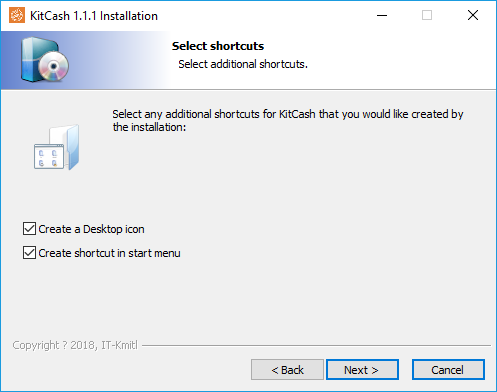 KitCash 1.1.1 Installation
Select shortcuts
Select additional shortcuts.
Select any additional shortcuts for KitCash that you would like created by
the installation:
Create a Desktop icon
Create shortcut in start menu
Copyright ? 2018, IT-Kmitl
< Back
Next >
Cancel